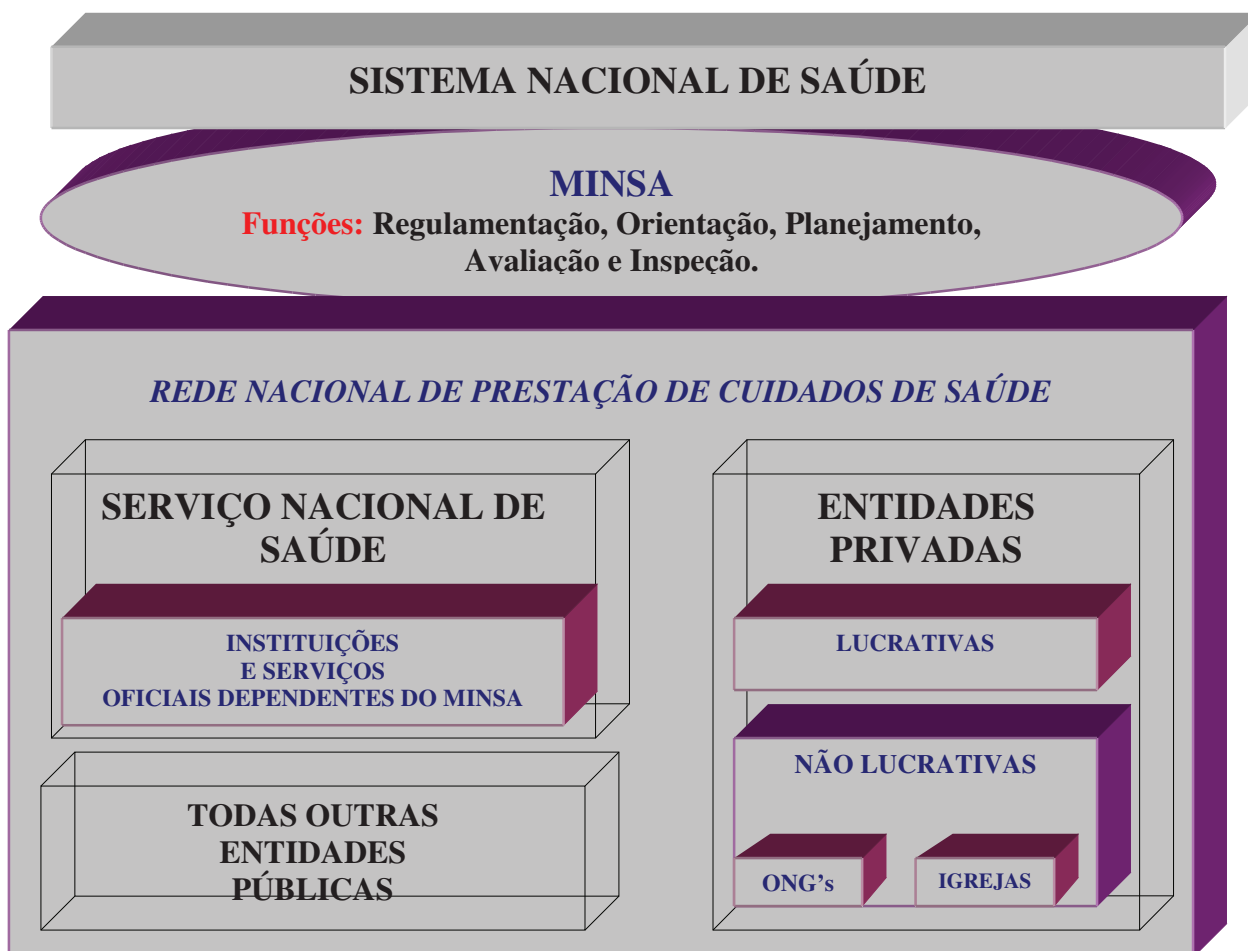 SISTEMA NACIONAL DE SAÚDE
MINSA
Funções: Regulamentação, Orientação, Planejamento,
Avaliação e Inspeção.
REDE NACIONAL DE PRESTAÇÃO DE CUIDADOS DE SAÚDE
SERVIÇO NACIONAL DE
SAÚDE
INSTITUIÇÕES
E SERVIÇOS
OFICIAIS DEPENDENTES DO MINSA
TODAS OUTRAS
ENTIDADES
PÚBLICAS
ENTIDADES
PRIVADAS
LUCRATIVAS
NÃO LUCRATIVAS
ONG’s
IGREJAS